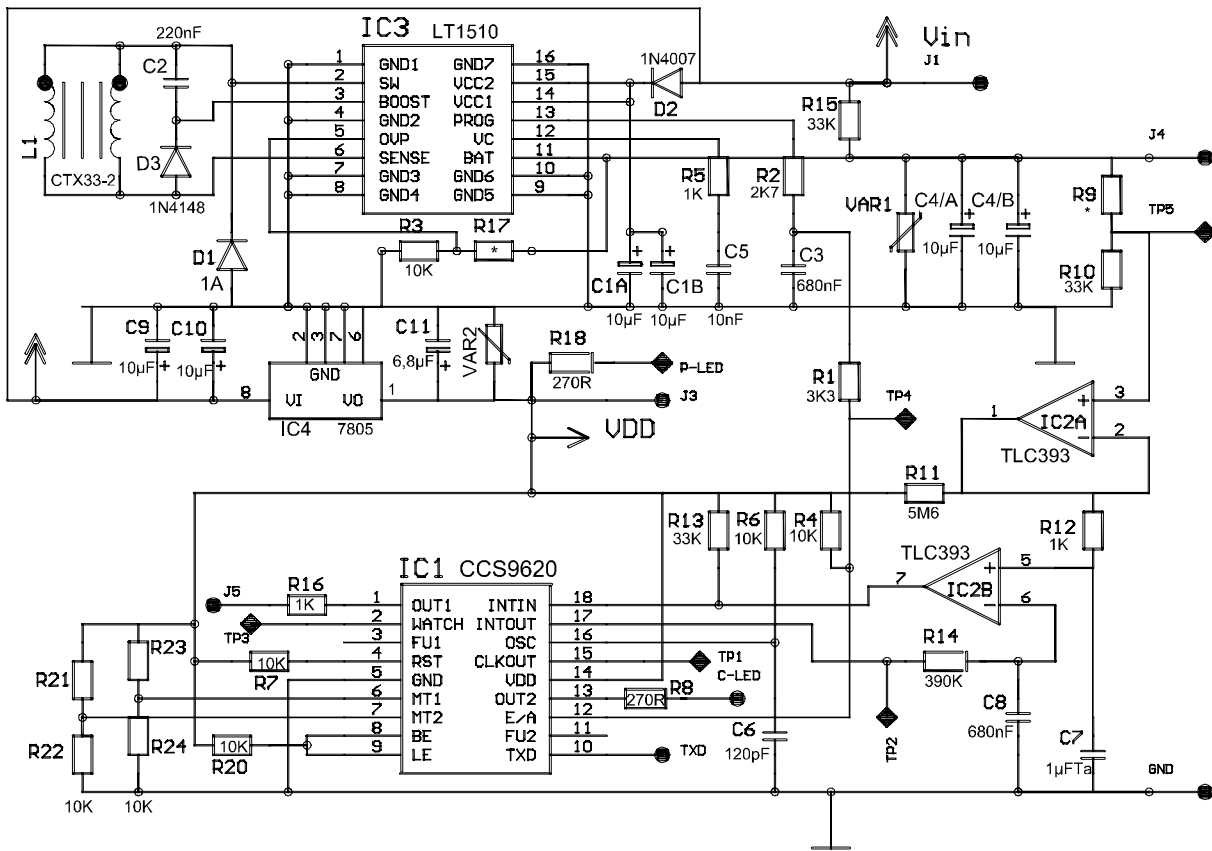 IC3 LT1510
220nF
C2
L1
CTX33-2
D3
1N4148
D1
1A
1 GND1 GND7 16
2 SW VCC2 15
3 BOOST VCC1 14
4 GND2 PROG 13
5 OVP VC 12
6 SENSE BAT 11
7 GND3 GND6 10
8 GND4 GND5 9
1N4007
D2
Vin
J1
R15
33K
J4
R5
1K
R2
2K7
VAR1
C4/A
10µF
C4/B
10µF
R9
*
TP5
R10
33K
R3
10K
R17
*
C1A
10µF
C1B
10µF
C5
10nF
C3
680nF
C9
10µF
C10
10µF
2 3 7 6
GND
8 VI VO 1
IC4 7805
C11
6,8µF
VAR2
R18
270R
P-LED
J3
VDD
R1
3K3
TP4
1 3
IC2A
2
TLC393
R11
5M6
R13
33K
R6
10K
R4
10K
R12
1K
TLC393
7 5
IC2B
6
IC1 CCS9620
J5
R16
1K
TP3
1 OUT1 INTIN 18
2 WATCH INTOUT 17
3 FU1 OSC 16
4 RST CLKOUT 15
5 GND VDD 14
6 MT1 OUT2 13
7 MT2 E/A 12
8 BE FU2 11
9 LE TXD 10
R23
R21
R7
10K
R22
10K
R24
10K
R20
10K
TP1
C-LED
270R R8
TXD
C6
120pF
R14
390K
TP2
C8
680nF
C7
1µFTa
GND